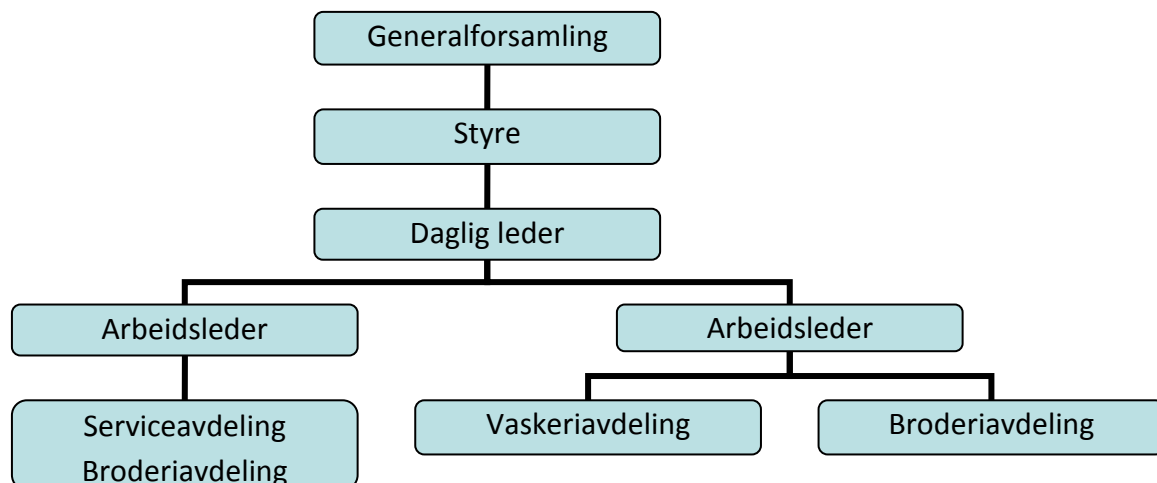 Generalforsamling
Styre
Daglig leder
Arbeidsleder
Arbeidsleder
Serviceavdeling
Broderiavdeling
Vaskeriavdeling
Broderiavdeling